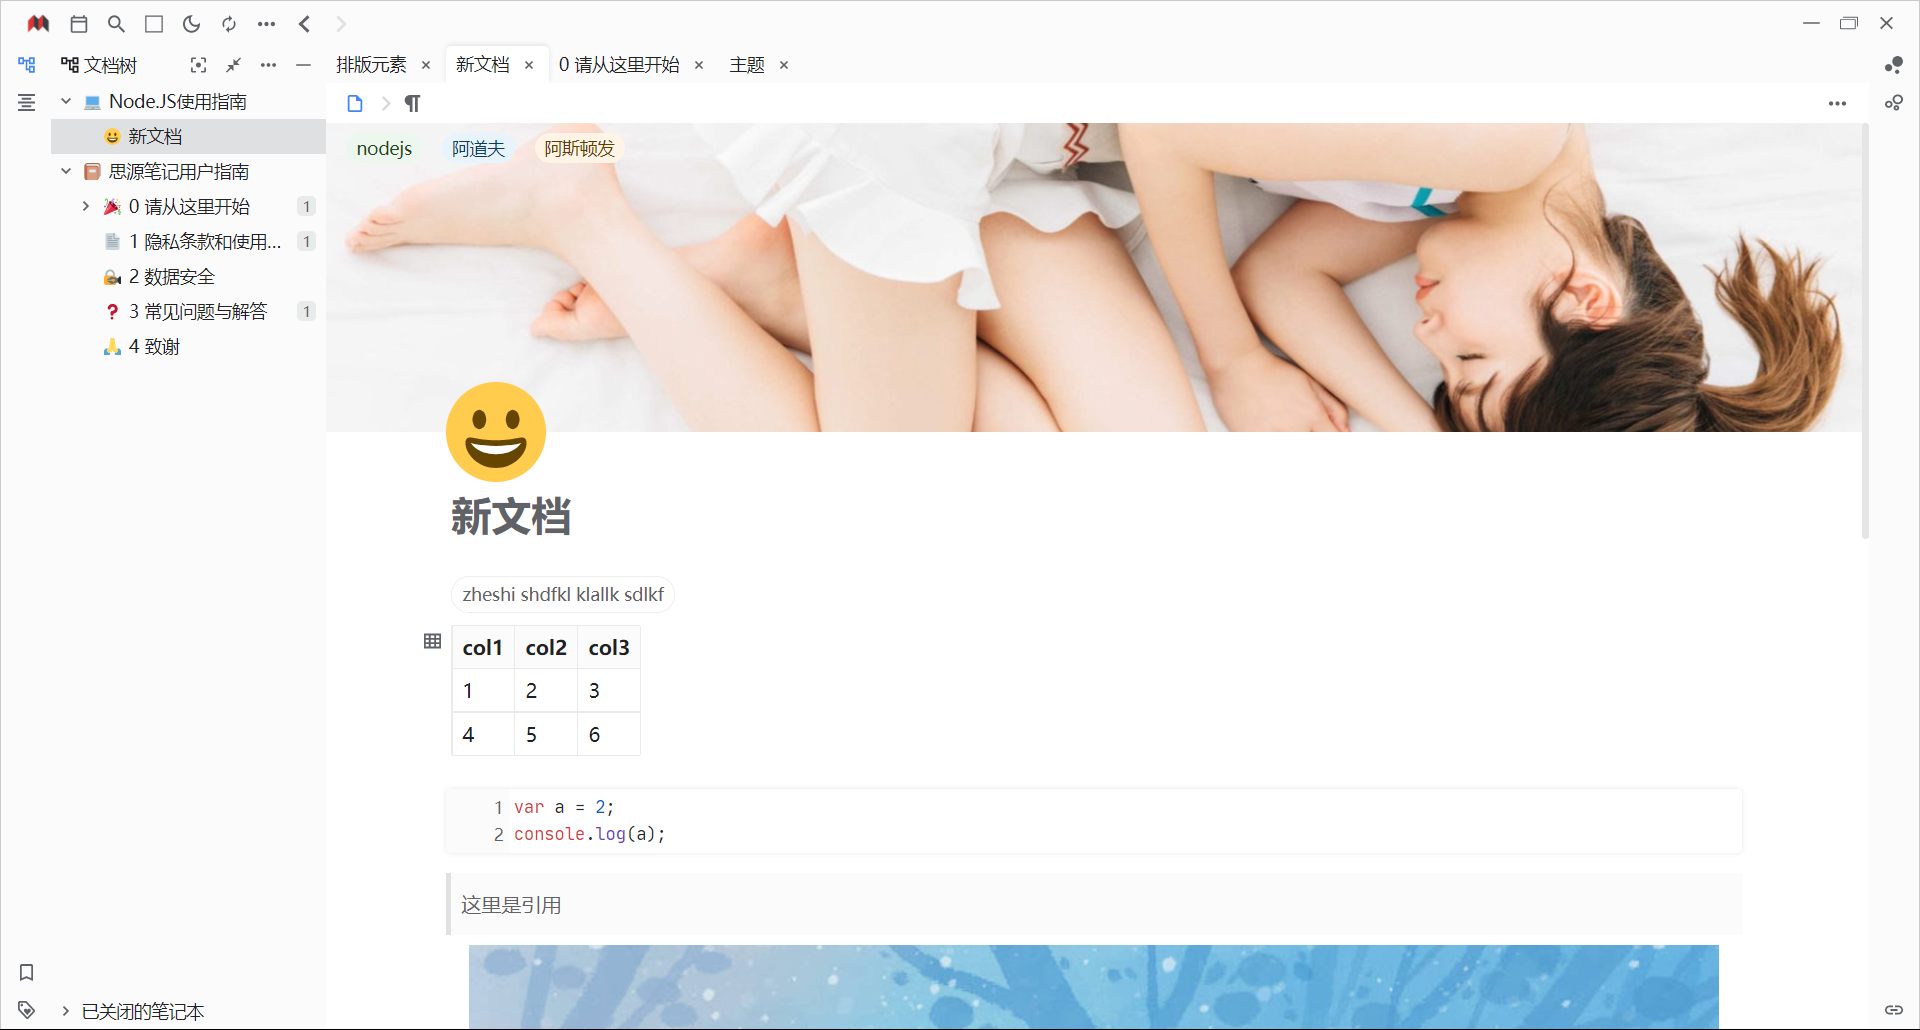 文档树
排版元素
新文档
0 请从这里开始
主题
Node.JS使用指南
新文档
思源笔记用户指南
0 请从这里开始 1
1 隐私条款和使用... 1
2 数据安全
3 常见问题与解答 1
4 致谢
已关闭的笔记本
nodejs 阿道夫 阿斯顿发
新文档
zheshi shdfkl klallk sdlkf
col1 col2 col3
1 2 3
4 5 6
1 var a = 2;
2 console.log(a);
这里是引用